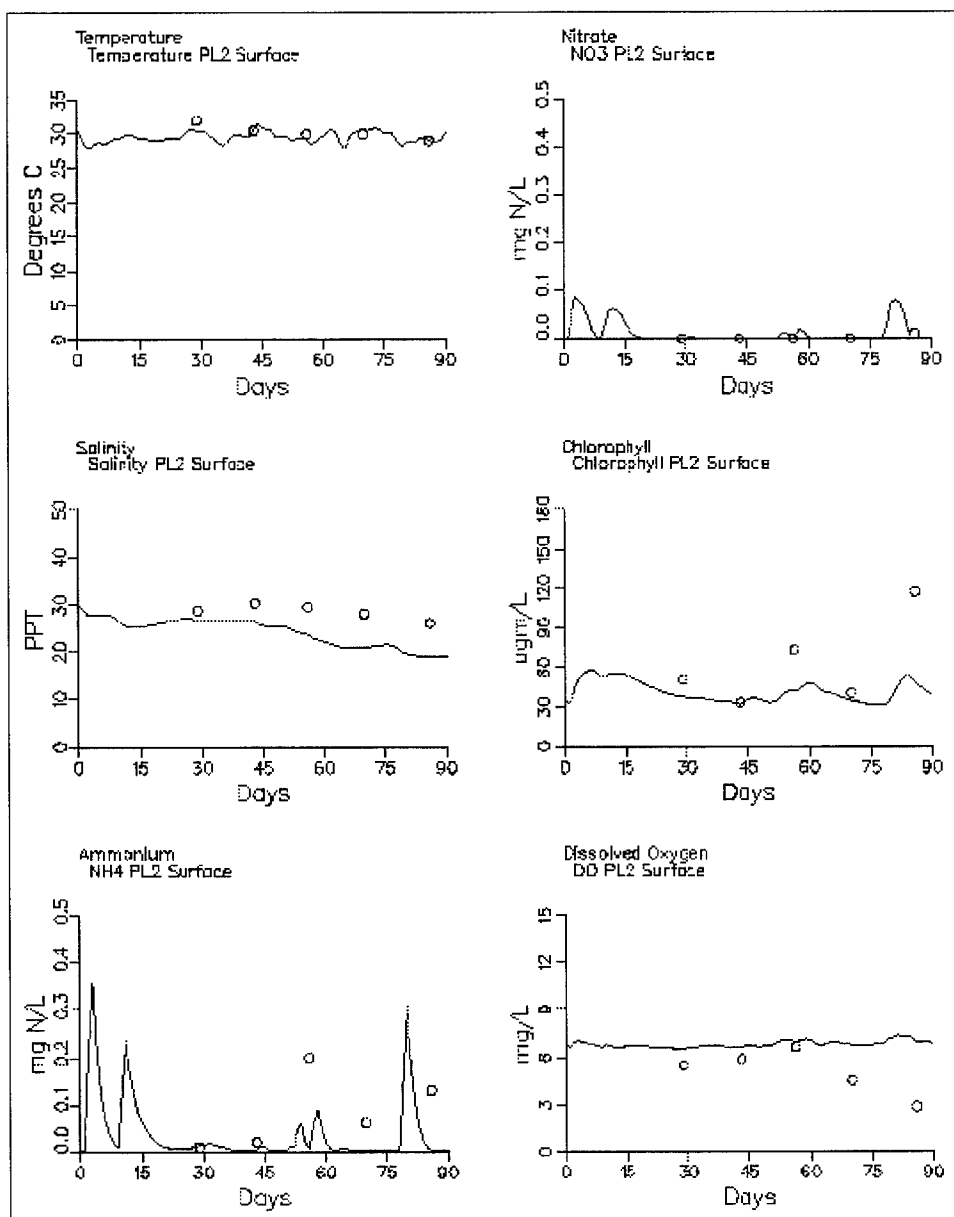 Temperature
Temperature PL2 Surface
35
30
25
20
15
10
5
0
Degrees C
0 15 30 45 60 75 90
Days
Nitrate
NO3 PL2 Surface
0.5
0.4
0.3
0.2
0.1
0.0
mg N/L
0 15 30 45 60 75 90
Days
Salinity
Salinity PL2 Surface
50
40
30
20
10
0
PPT
0 15 30 45 60 75 90
Days
Chlorophyll
Chlorophyll PL2 Surface
180
150
120
90
60
30
0
ugm/L
0 15 30 45 60 75 90
Days
Ammonium
NH4 PL2 Surface
0.5
0.4
0.3
0.2
0.1
0.0
mg N/L
0 15 30 45 60 75 90
Days
Dissolved Oxygen
DO PL2 Surface
15
12
9
6
3
0
mg/L
0 15 30 45 60 75 90
Days